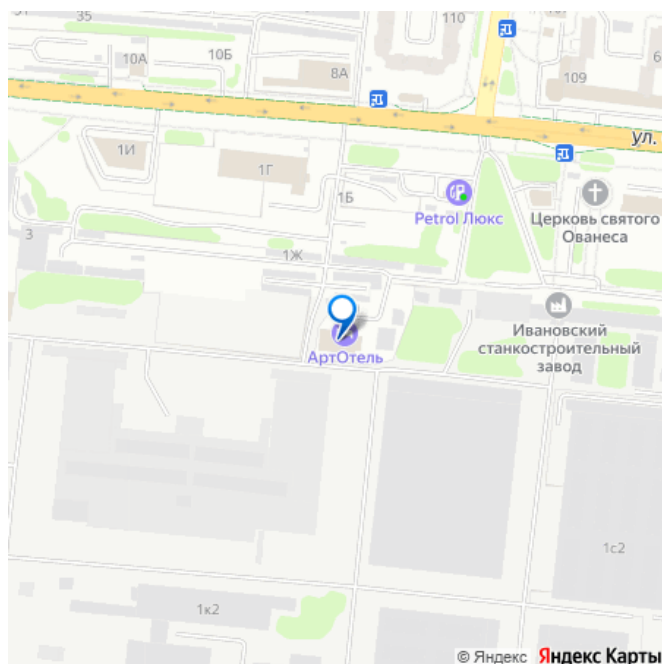 35
110
10Б
10А
8А
109
ул.
1И
1Г
1Б
Petrol Люкс
Церковь святого
Ованеса
3
1Ж
Ивановский
станкостроительный
завод
АртОтель
1с2
1к2
© Яндекс Яндекс Карты